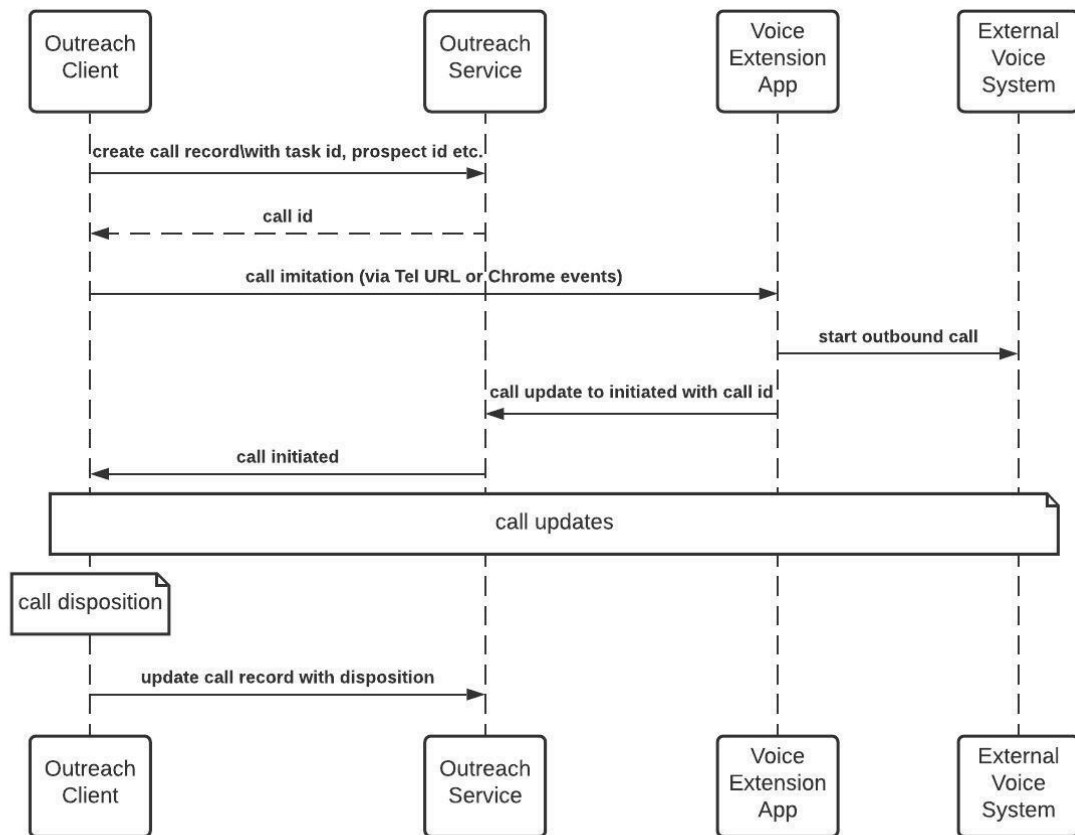 Outreach
Client
Outreach
Service
Voice
Extension
App
External
Voice
System
create call record\with task id, prospect id etc.
call id
call imitation (via Tel URL or Chrome events)
start outbound call
call update to initiated with call id
call initiated
call updates
call disposition
update call record with disposition
Outreach
Client
Outreach
Service
Voice
Extension
App
External
Voice
System